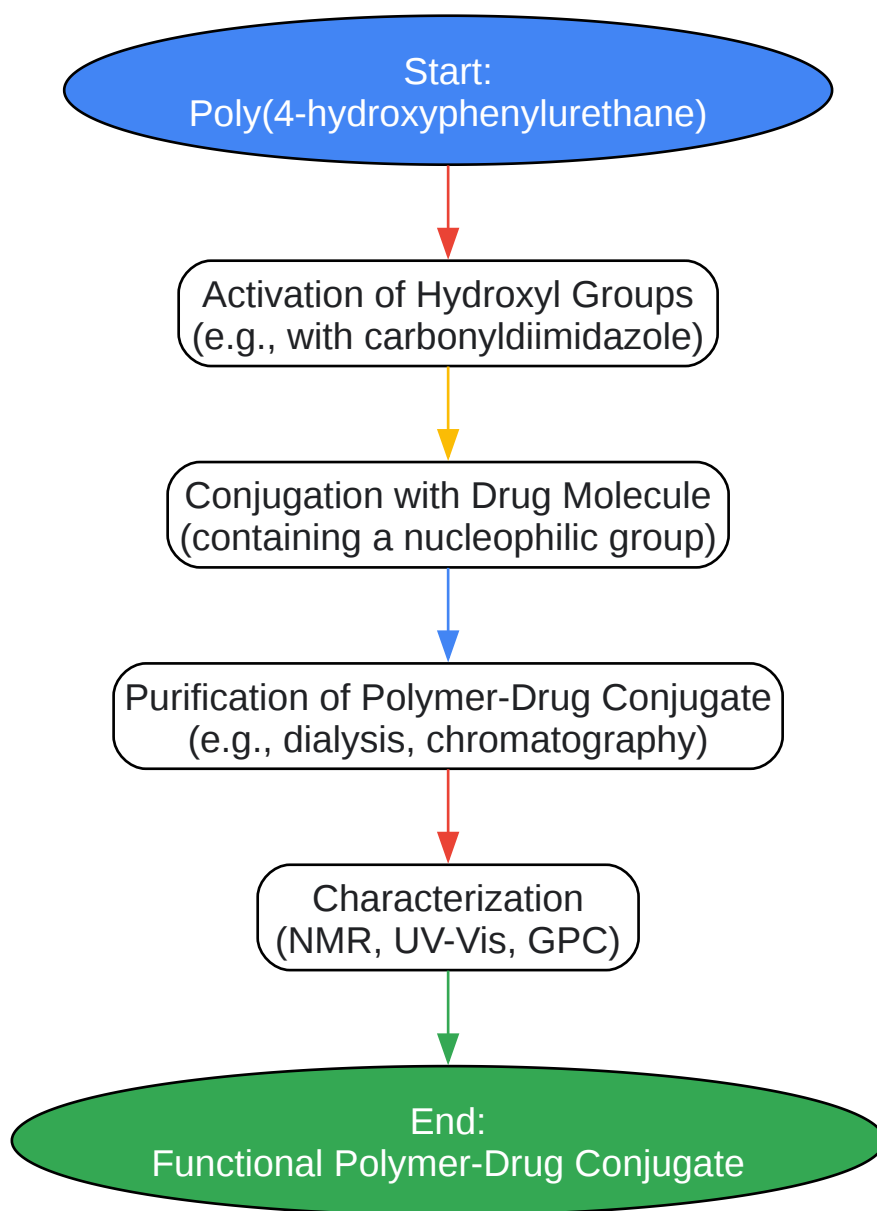 Start:
Poly(4-hydroxyphenylurethane)
Activation of Hydroxyl Groups
(e.g., with carbonyldiimidazole)
Conjugation with Drug Molecule
(containing a nucleophilic group)
Purification of Polymer-Drug Conjugate
(e.g., dialysis, chromatography)
Characterization
(NMR, UV-Vis, GPC)
End:
Functional Polymer-Drug Conjugate